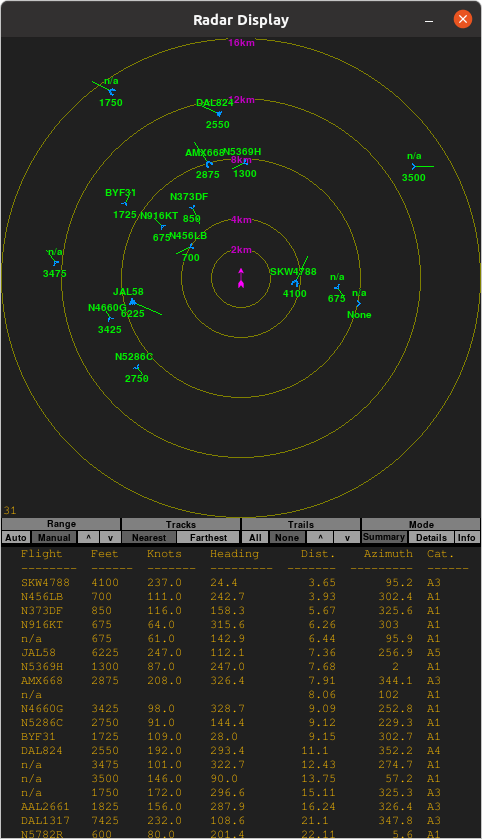 Radar Display
16km
n/a
1750
DAL824
12km
2550
AMX668
N5369H
8km
2875
1300
n/a
3500
BYF31
1725
N373DF
850
N916KT
675
4km
N456LB
700
2km
n/a
3475
SKW4788
4100
n/a
675
n/a
None
JAL58
6225
N4660G
3425
N5286C
2750
31
Range Tracks Trails Mode
Auto Manual ^ v Nearest Farthest All None ^ v Summary Details Info
Flight Feet Knots Heading Dist. Azimuth Cat.
-------- ---- ----- --------- ------ ------- ------
SKW4788 4100 237.0 24.4 3.65 95.2 A3
N456LB 700 111.0 242.7 3.93 302.4 A1
N373DF 850 116.0 158.3 5.67 325.6 A1
N916KT 675 64.0 315.6 6.26 303 A1
n/a 675 61.0 142.9 6.44 95.9 A1
JAL58 6225 247.0 112.1 7.36 256.9 A5
N5369H 1300 87.0 247.0 7.68 2 A1
AMX668 2875 208.0 326.4 7.91 344.1 A3
n/a 8.06 102 A1
N4660G 3425 98.0 328.7 9.09 252.8 A1
N5286C 2750 91.0 144.4 9.12 229.3 A1
BYF31 1725 109.0 28.0 9.15 302.7 A1
DAL824 2550 192.0 293.4 11.1 352.2 A4
n/a 3475 101.0 322.7 12.43 274.7 A1
n/a 3500 146.0 90.0 13.75 57.2 A1
n/a 1750 172.0 296.6 15.11 325.3 A3
AAL2661 1825 156.0 287.9 16.24 326.4 A3
DAL1317 7425 232.0 108.6 21.1 347.8 A3
N5782R 600 80.0 201.4 22.11 5.6 A1